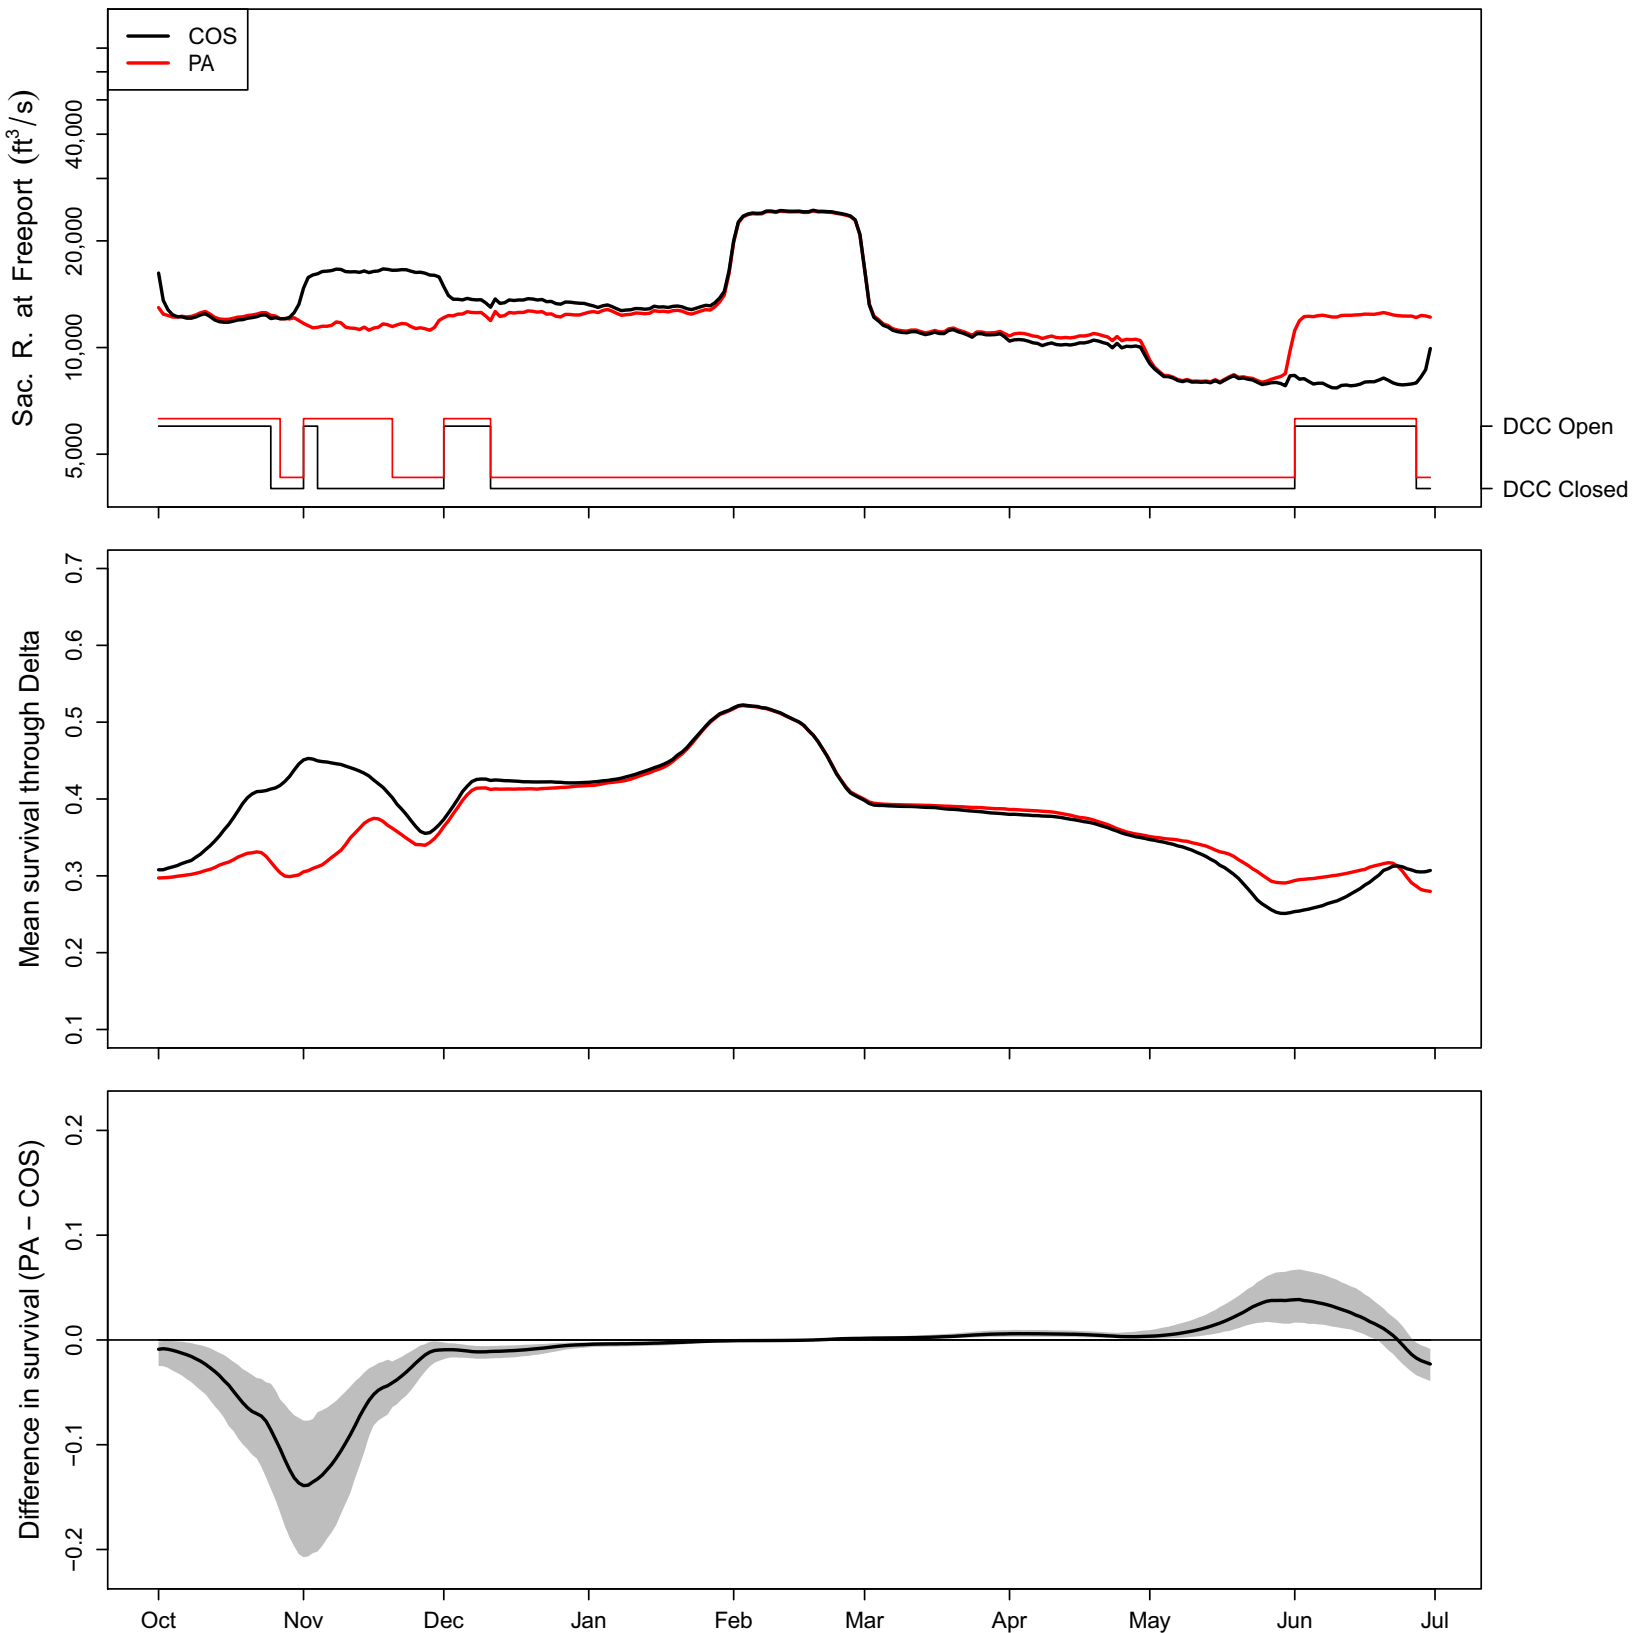 COS
PA
Sac. R. at Freeport (ft³/s)
40,000
20,000
10,000
5,000
DCC Open
DCC Closed
Mean survival through Delta
0.7
0.6
0.5
0.4
0.3
0.2
0.1
Difference in survival (PA − COS)
0.2
0.1
0.0
−0.1
−0.2
Oct Nov Dec Jan Feb Mar Apr May Jun Jul